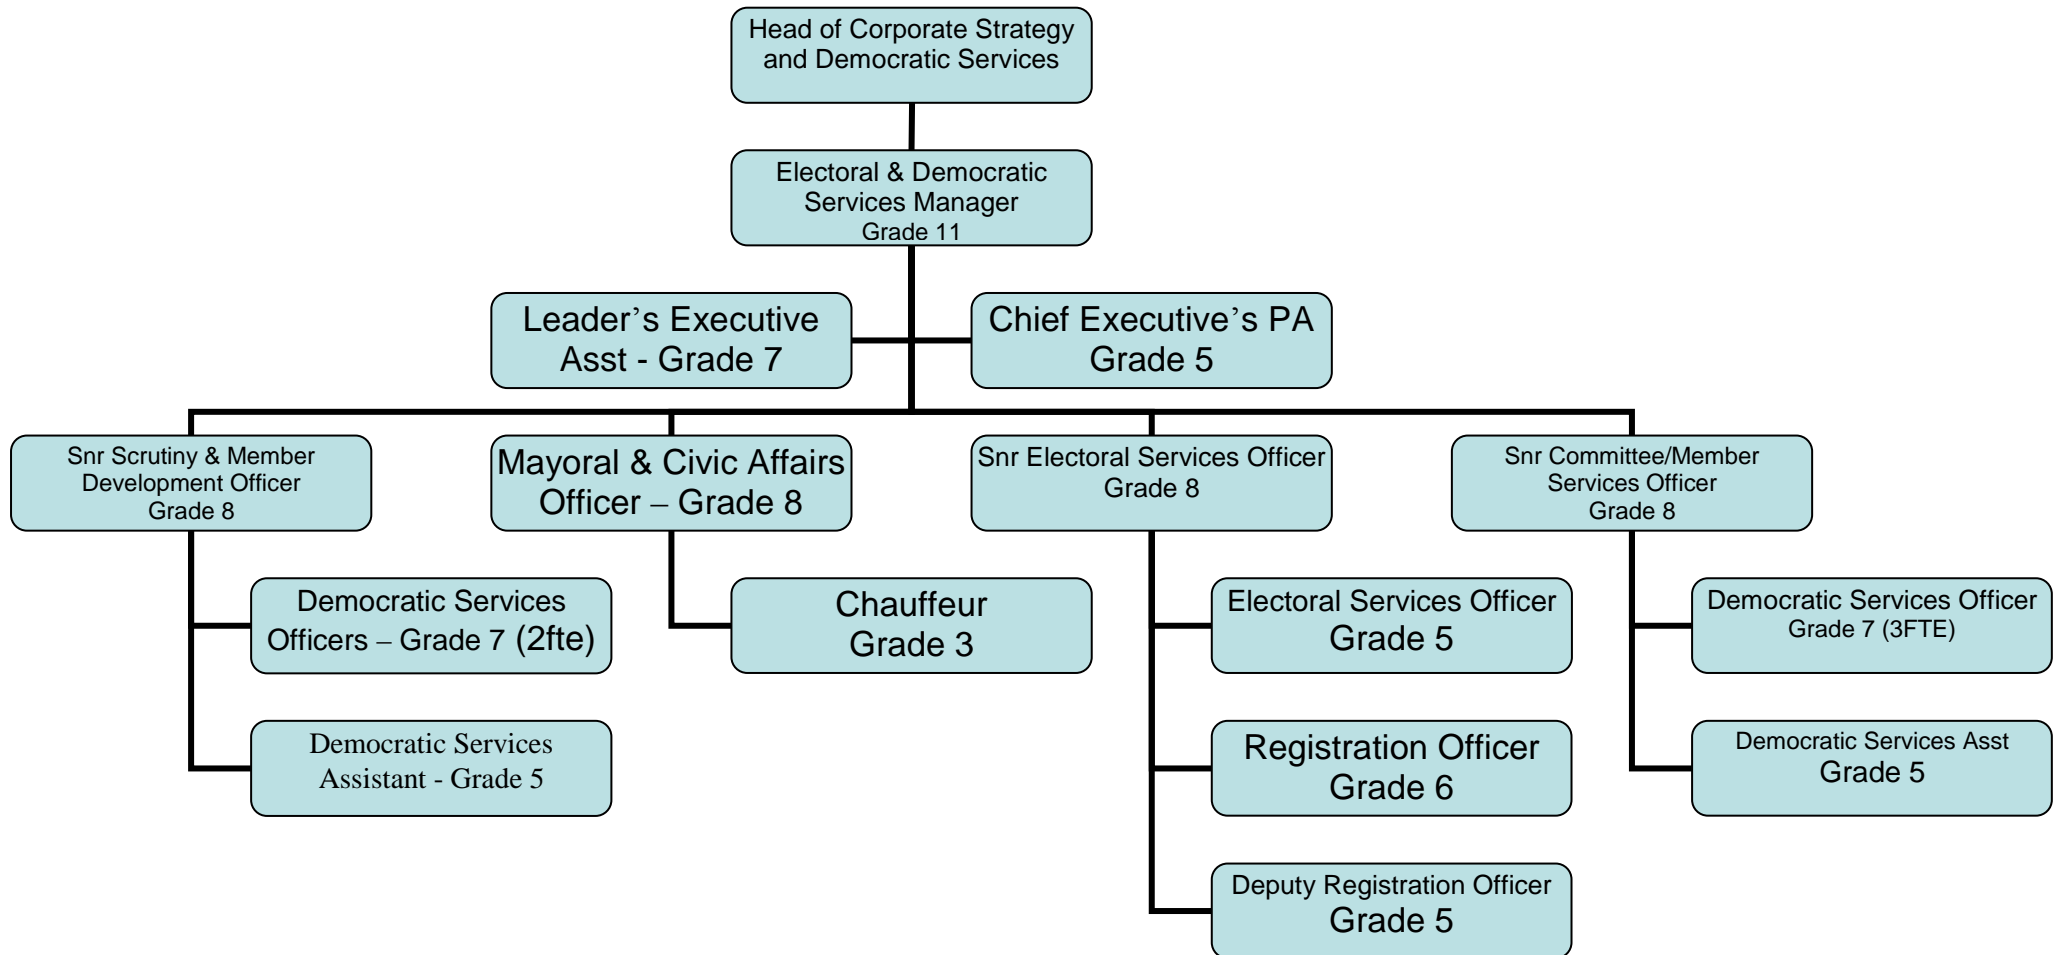 Head of Corporate Strategy
and Democratic Services
Electoral & Democratic
Services Manager
Grade 11
Leader’s Executive
Asst - Grade 7
Chief Executive’s PA
Grade 5
Snr Scrutiny & Member
Development Officer
Grade 8
Mayoral & Civic Affairs
Officer – Grade 8
Snr Electoral Services Officer
Grade 8
Snr Committee/Member
Services Officer
Grade 8
Democratic Services
Officers – Grade 7 (2fte)
Chauffeur
Grade 3
Electoral Services Officer
Grade 5
Democratic Services Officer
Grade 7 (3FTE)
Democratic Services
Assistant - Grade 5
Registration Officer
Grade 6
Democratic Services Asst
Grade 5
Deputy Registration Officer
Grade 5